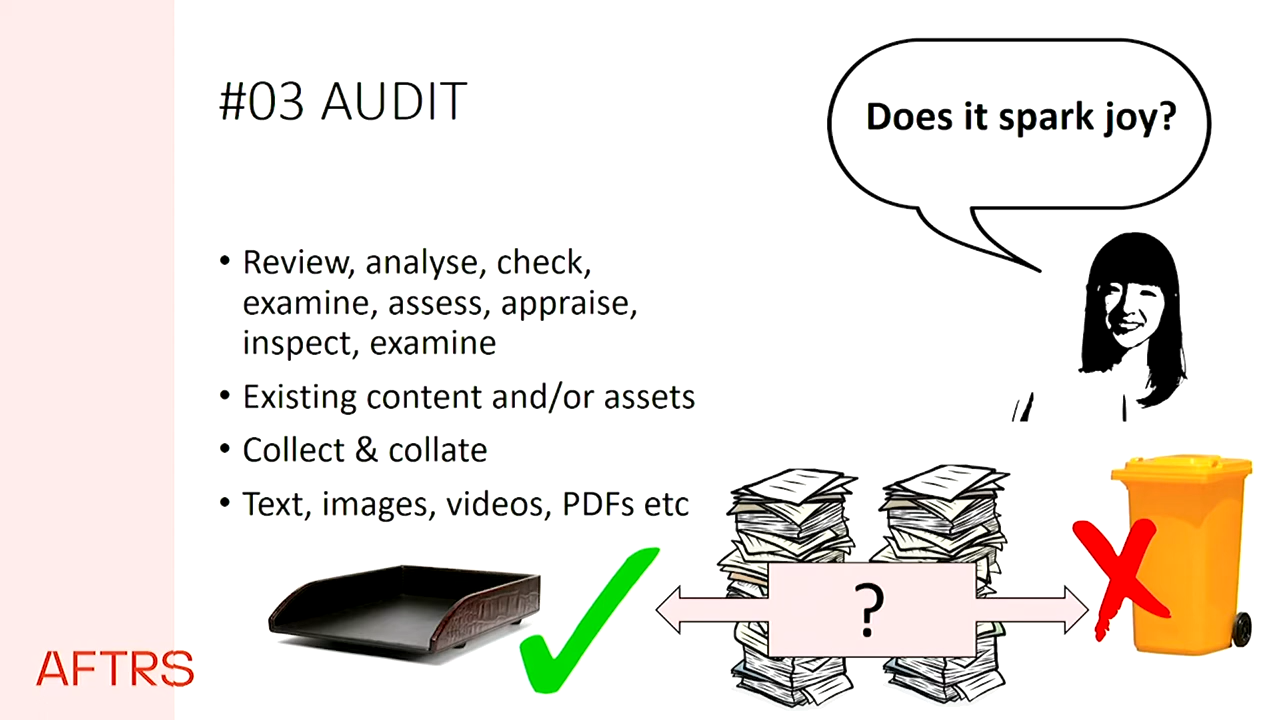 #03 AUDIT
Does it spark joy?
• Review, analyse, check,
examine, assess, appraise,
inspect, examine
• Existing content and/or assets
• Collect & collate
• Text, images, videos, PDFs etc
?
AFTRS